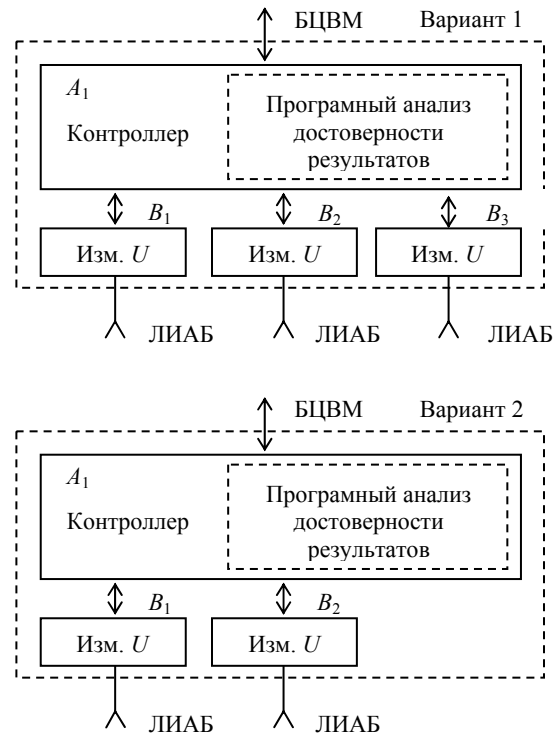 БЦВМ Вариант 1
A1
Контроллер
Програмный анализ
достоверности
результатов
B1 B2 B3
Изм. U Изм. U Изм. U
ЛИАБ ЛИАБ ЛИАБ
БЦВМ Вариант 2
A1
Контроллер
Програмный анализ
достоверности
результатов
B1 B2
Изм. U Изм. U
ЛИАБ ЛИАБ